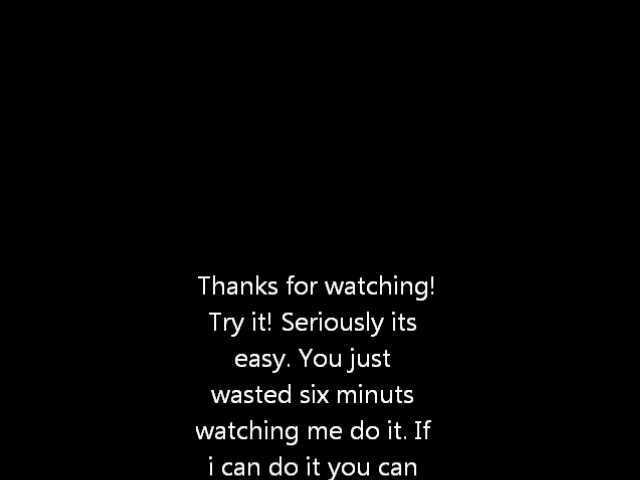 Thanks for watching!
Try it! Seriously its
easy. You just
wasted six minuts
watching me do it. If
i can do it you can